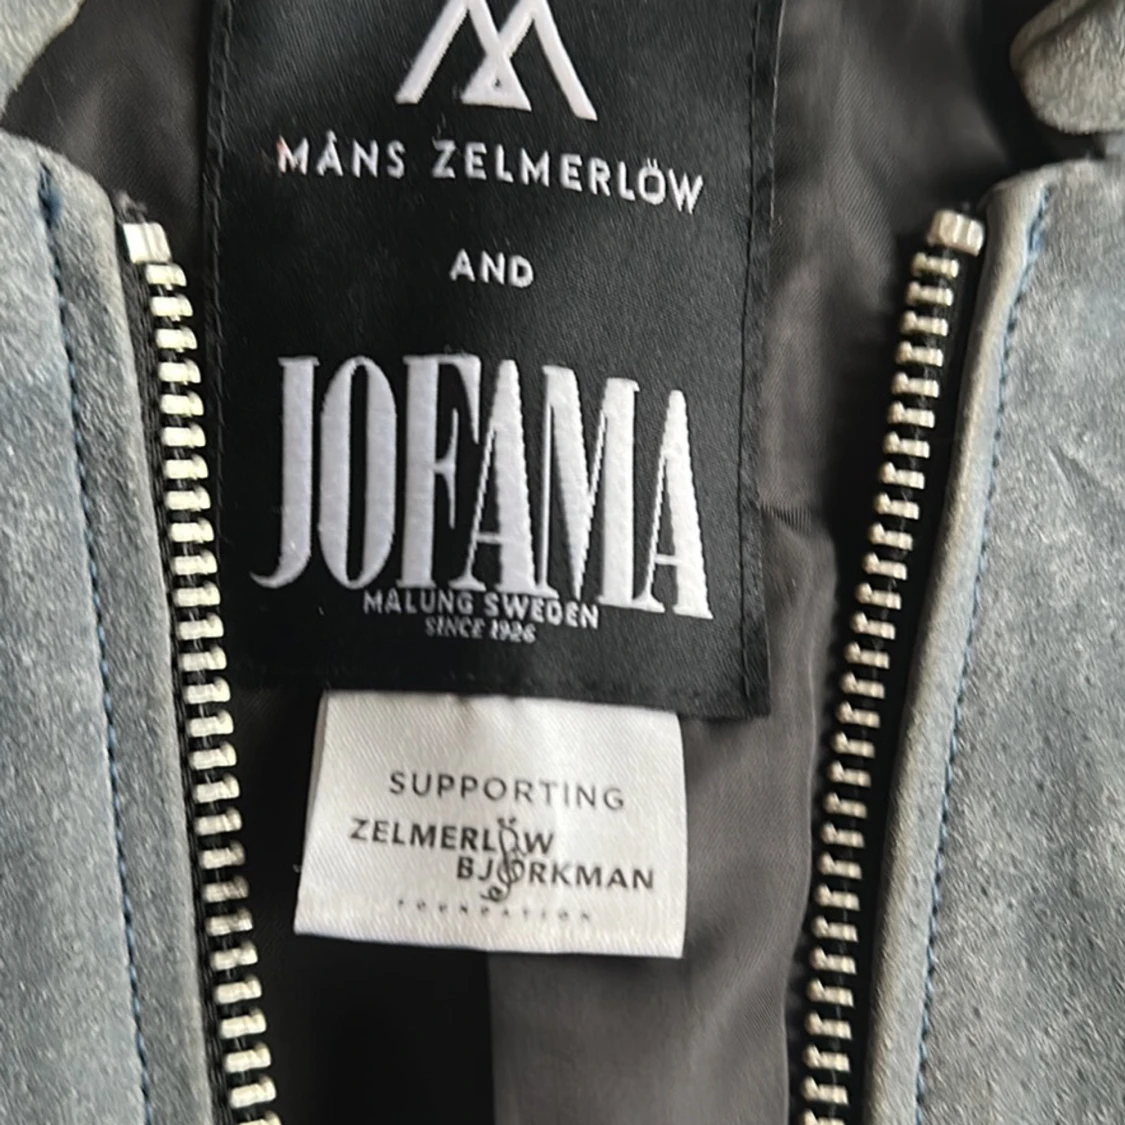 MÅNS ZELMERLÖW
AND
JOFAMA
MALUNG SWEDEN
SINCE 1926
SUPPORTING
ZELMERLÖW
BJÖRKMAN
FOUNDATION